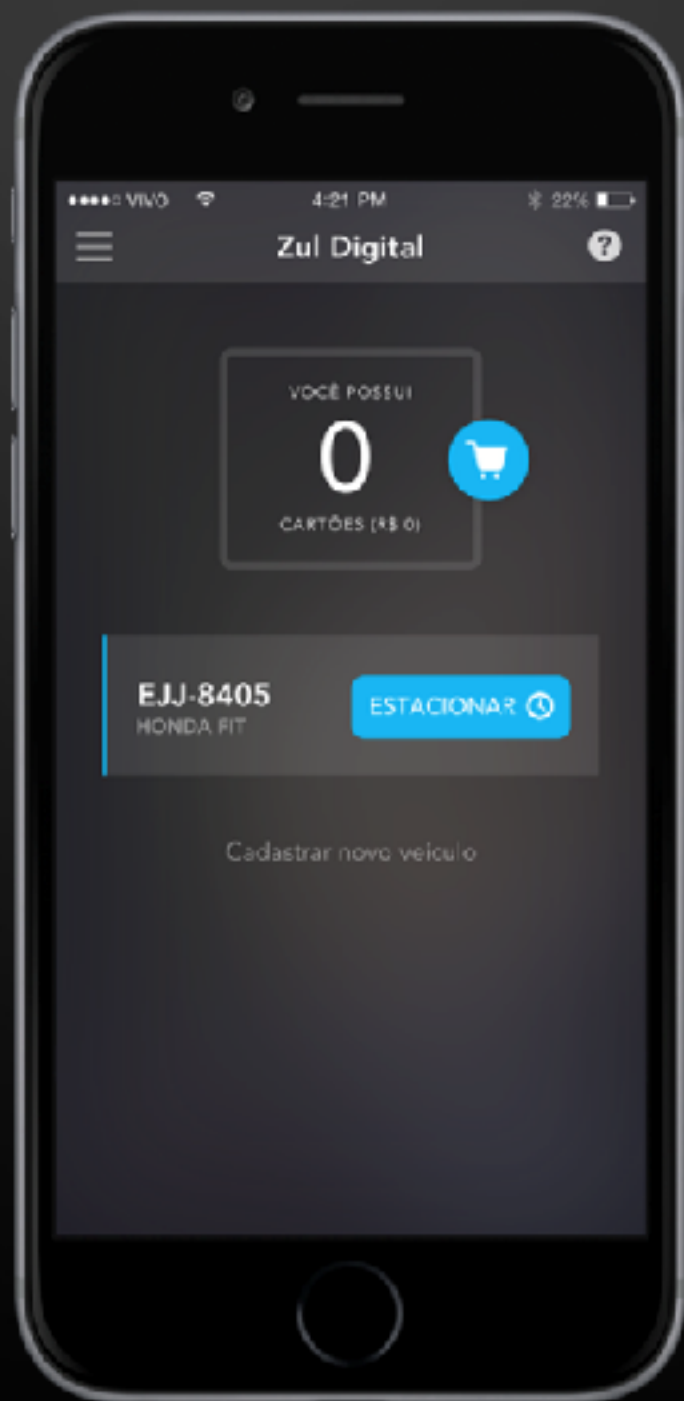 VIVO 4:21 PM 22%
Zul Digital ?
VOCÊ POSSUI
0
CARTÕES (R$ 0)
EJJ-8405
HONDA FIT
ESTACIONAR
Cadastrar novo veículo